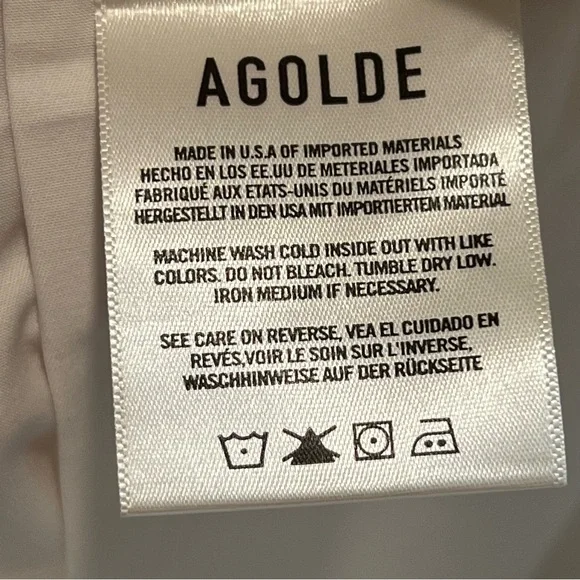 AGOLDE
MADE IN U.S.A OF IMPORTED MATERIALS
HECHO EN LOS EE.UU DE METERIALES IMPORTADA
FABRIQUÉ AUX ETATS-UNIS DU MATÉRIELS IMPORTÉ
HERGESTELLT IN DEN USA MIT IMPORTIERTEM MATERIAL
MACHINE WASH COLD INSIDE OUT WITH LIKE
COLORS. DO NOT BLEACH. TUMBLE DRY LOW.
IRON MEDIUM IF NECESSARY.
SEE CARE ON REVERSE, VEA EL CUIDADO EN
REVÉS,VOIR LE SOIN SUR L'INVERSE,
WASCHHINWEISE AUF DER RÜCKSEITE